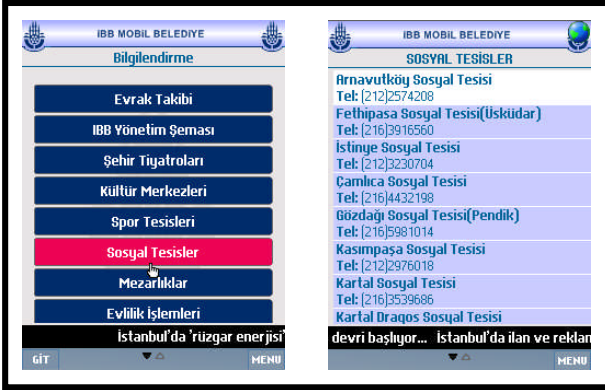 İBB MOBİL BELEDİYE
Bilgilendirme
Evrak Takibi
IBB Yönetim Şeması
Şehir Tiyatroları
Kültür Merkezleri
Spor Tesisleri
Sosyal Tesisler
Mezarlıklar
Evlilik İşlemleri
İstanbul'da 'rüzgar enerjisi'
GİT
MENU
İBB MOBİL BELEDİYE
SOSYAL TESİSLER
Arnavutköy Sosyal Tesisi
Tel: (212)2574208
Fethipasa Sosyal Tesisi(Üsküdar)
Tel: (216)3916560
İstinye Sosyal Tesisi
Tel: (212)3230704
Çamlıca Sosyal Tesisi
Tel: (216)4432198
Gözdağı Sosyal Tesisi(Pendik)
Tel: (216)5981014
Kasımpaşa Sosyal Tesisi
Tel: (212)2976018
Kartal Sosyal Tesisi
Tel: (216)3539686
Kartal Dragos Sosyal Tesisi
devri başlıyor... İstanbul'da ilan ve reklan
MENU